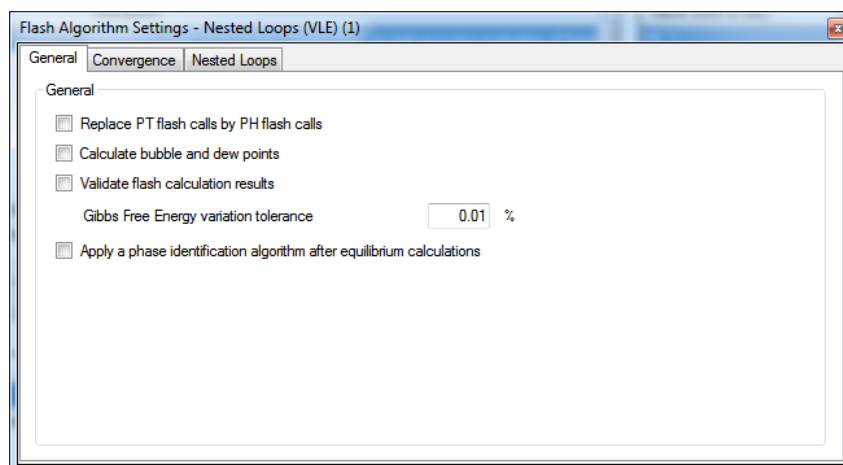 Flash Algorithm Settings - Nested Loops (VLE) (1)
General Convergence Nested Loops
General
Replace PT flash calls by PH flash calls
Calculate bubble and dew points
Validate flash calculation results
Gibbs Free Energy variation tolerance 0.01 %
Apply a phase identification algorithm after equilibrium calculations